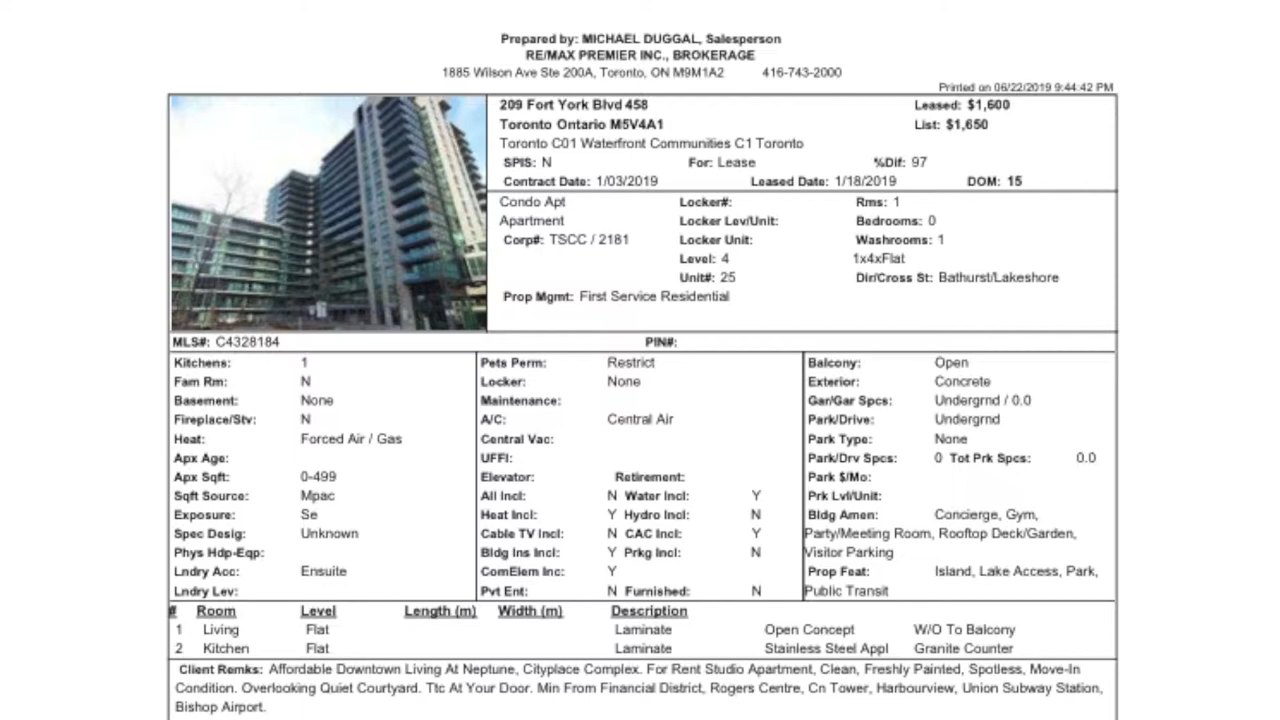 Prepared by: MICHAEL DUGGAL, Salesperson
RE/MAX PREMIER INC., BROKERAGE
1885 Wilson Ave Ste 200A, Toronto, ON M9M1A2 416-743-2000
Printed on 06/22/2019 9:44:42 PM
209 Fort York Blvd 458 Leased: $1,600
Toronto Ontario M5V4A1 List: $1,650
Toronto C01 Waterfront Communities C1 Toronto
SPIS: N For: Lease %Dif: 97
Contract Date: 1/03/2019 Leased Date: 1/18/2019 DOM: 15
Condo Apt Locker#: Rms: 1
Apartment Locker Lev/Unit: Bedrooms: 0
Corp#: TSCC / 2181 Locker Unit: Washrooms: 1
Level: 4 1x4xFlat
Unit#: 25 Dir/Cross St: Bathurst/Lakeshore
Prop Mgmt: First Service Residential
MLS#: C4328184 PIN#:
Kitchens: 1 Pets Perm: Restrict Balcony: Open
Fam Rm: N Locker: None Exterior: Concrete
Basement: None Maintenance: Gar/Gar Spcs: Undergrnd / 0.0
Fireplace/Stv: N A/C: Central Air Park/Drive: Undergrnd
Heat: Forced Air / Gas Central Vac: Park Type: None
Apx Age: UFFI: Park/Drv Spcs: 0 Tot Prk Spcs: 0.0
Apx Sqft: 0-499 Elevator: Retirement: Park $/Mo:
Sqft Source: Mpac All Incl: N Water Incl: Y Prk Lvl/Unit:
Exposure: Se Heat Incl: Y Hydro Incl: N Bldg Amen: Concierge, Gym,
Spec Desig: Unknown Cable TV Incl: N CAC Incl: Y Party/Meeting Room, Rooftop Deck/Garden,
Phys Hdp-Eqp: Bldg Ins Incl: Y Prkg Incl: N Visitor Parking
Lndry Acc: Ensuite ComElem Inc: Y Prop Feat: Island, Lake Access, Park,
Lndry Lev: Pvt Ent: N Furnished: N Public Transit
# Room Level Length (m) Width (m) Description
1 Living Flat Laminate Open Concept W/O To Balcony
2 Kitchen Flat Laminate Stainless Steel Appl Granite Counter
Client Remks: Affordable Downtown Living At Neptune, Cityplace Complex. For Rent Studio Apartment, Clean, Freshly Painted, Spotless, Move-In
Condition. Overlooking Quiet Courtyard. Ttc At Your Door. Min From Financial District, Rogers Centre, Cn Tower, Harbourview, Union Subway Station,
Bishop Airport.